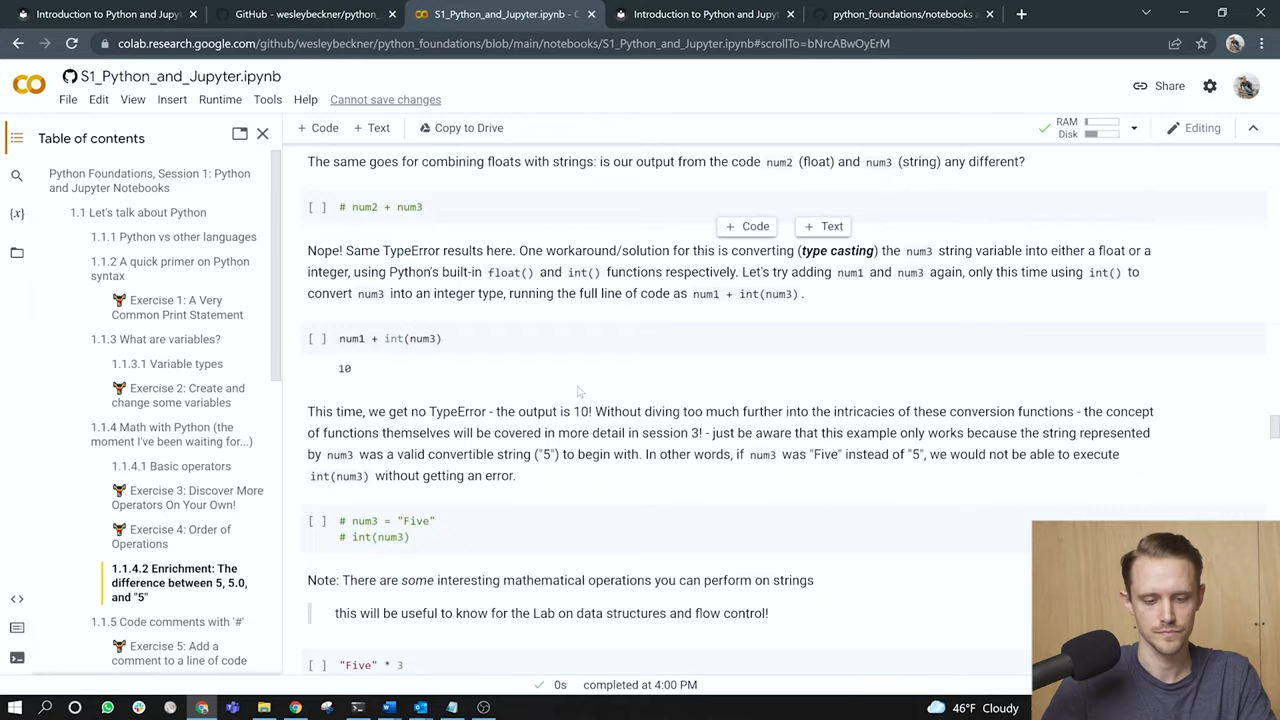 Introduction to Python and Jupy
GitHub - wesleybeckner/python_
S1_Python_and_Jupyter.ipynb - C
Introduction to Python and Jupy
python_foundations/notebooks a
colab.research.google.com/github/wesleybeckner/python_foundations/blob/main/notebooks/S1_Python_and_Jupyter.ipynb#scrollTo=bNrcABwOyErM
CO
S1_Python_and_Jupyter.ipynb
Share
File Edit View Insert Runtime Tools Help Cannot save changes
Table of contents
+ Code + Text Copy to Drive
RAM
Disk
Editing
Python Foundations, Session 1: Python
and Jupyter Notebooks
1.1 Let's talk about Python
1.1.1 Python vs other languages
1.1.2 A quick primer on Python
syntax
Exercise 1: A Very
Common Print Statement
1.1.3 What are variables?
1.1.3.1 Variable types
Exercise 2: Create and
change some variables
1.1.4 Math with Python (the
moment I've been waiting for...)
1.1.4.1 Basic operators
Exercise 3: Discover More
Operators On Your Own!
Exercise 4: Order of
Operations
1.1.4.2 Enrichment: The
difference between 5, 5.0,
and "5"
1.1.5 Code comments with '#'
Exercise 5: Add a
comment to a line of code
The same goes for combining floats with strings: is our output from the code num2 (float) and num3 (string) any different?
[ ] # num2 + num3
+ Code + Text
Nope! Same TypeError results here. One workaround/solution for this is converting (type casting) the num3 string variable into either a float or a
integer, using Python's built-in float() and int() functions respectively. Let's try adding num1 and num3 again, only this time using int() to
convert num3 into an integer type, running the full line of code as num1 + int(num3).
[ ] num1 + int(num3)
10
This time, we get no TypeError - the output is 10! Without diving too much further into the intricacies of these conversion functions - the concept
of functions themselves will be covered in more detail in session 3! - just be aware that this example only works because the string represented
by num3 was a valid convertible string ("5") to begin with. In other words, if num3 was "Five" instead of "5", we would not be able to execute
int(num3) without getting an error.
[ ] # num3 = "Five"
# int(num3)
Note: There are some interesting mathematical operations you can perform on strings
this will be useful to know for the Lab on data structures and flow control!
[ ] "Five" * 3
0s completed at 4:00 PM
46°F Cloudy